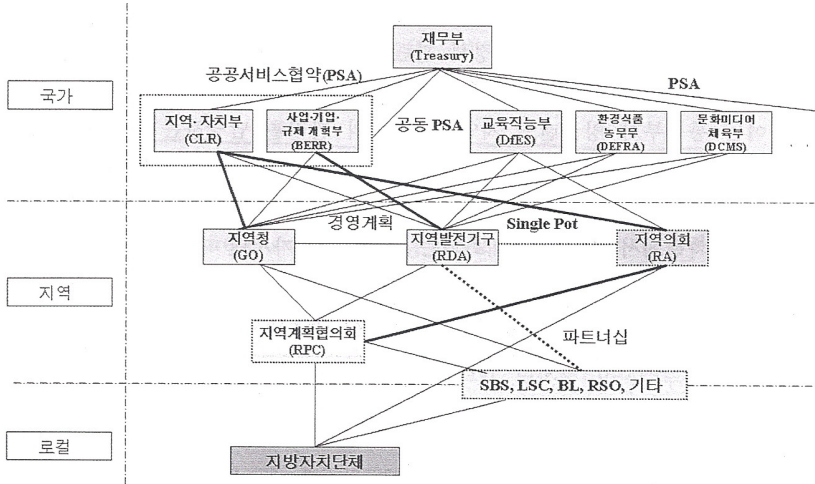 재무부
(Treasury)
공공서비스협약(PSA)
PSA
국가
지역·자치부
(CLR)
사업·기업·
규제 개혁부
(BERR)
공동 PSA
교육직능부
(DfES)
환경식품
농무무
(DEFRA)
문화미디어
체육부
(DCMS)
경영계획
Single Pot
지역청
(GO)
지역발전기구
(RDA)
지역의회
(RA)
지역
지역계획협의회
(RPC)
파트너십
SBS, LSC, BL, RSO, 기타
로컬
지방자치단체